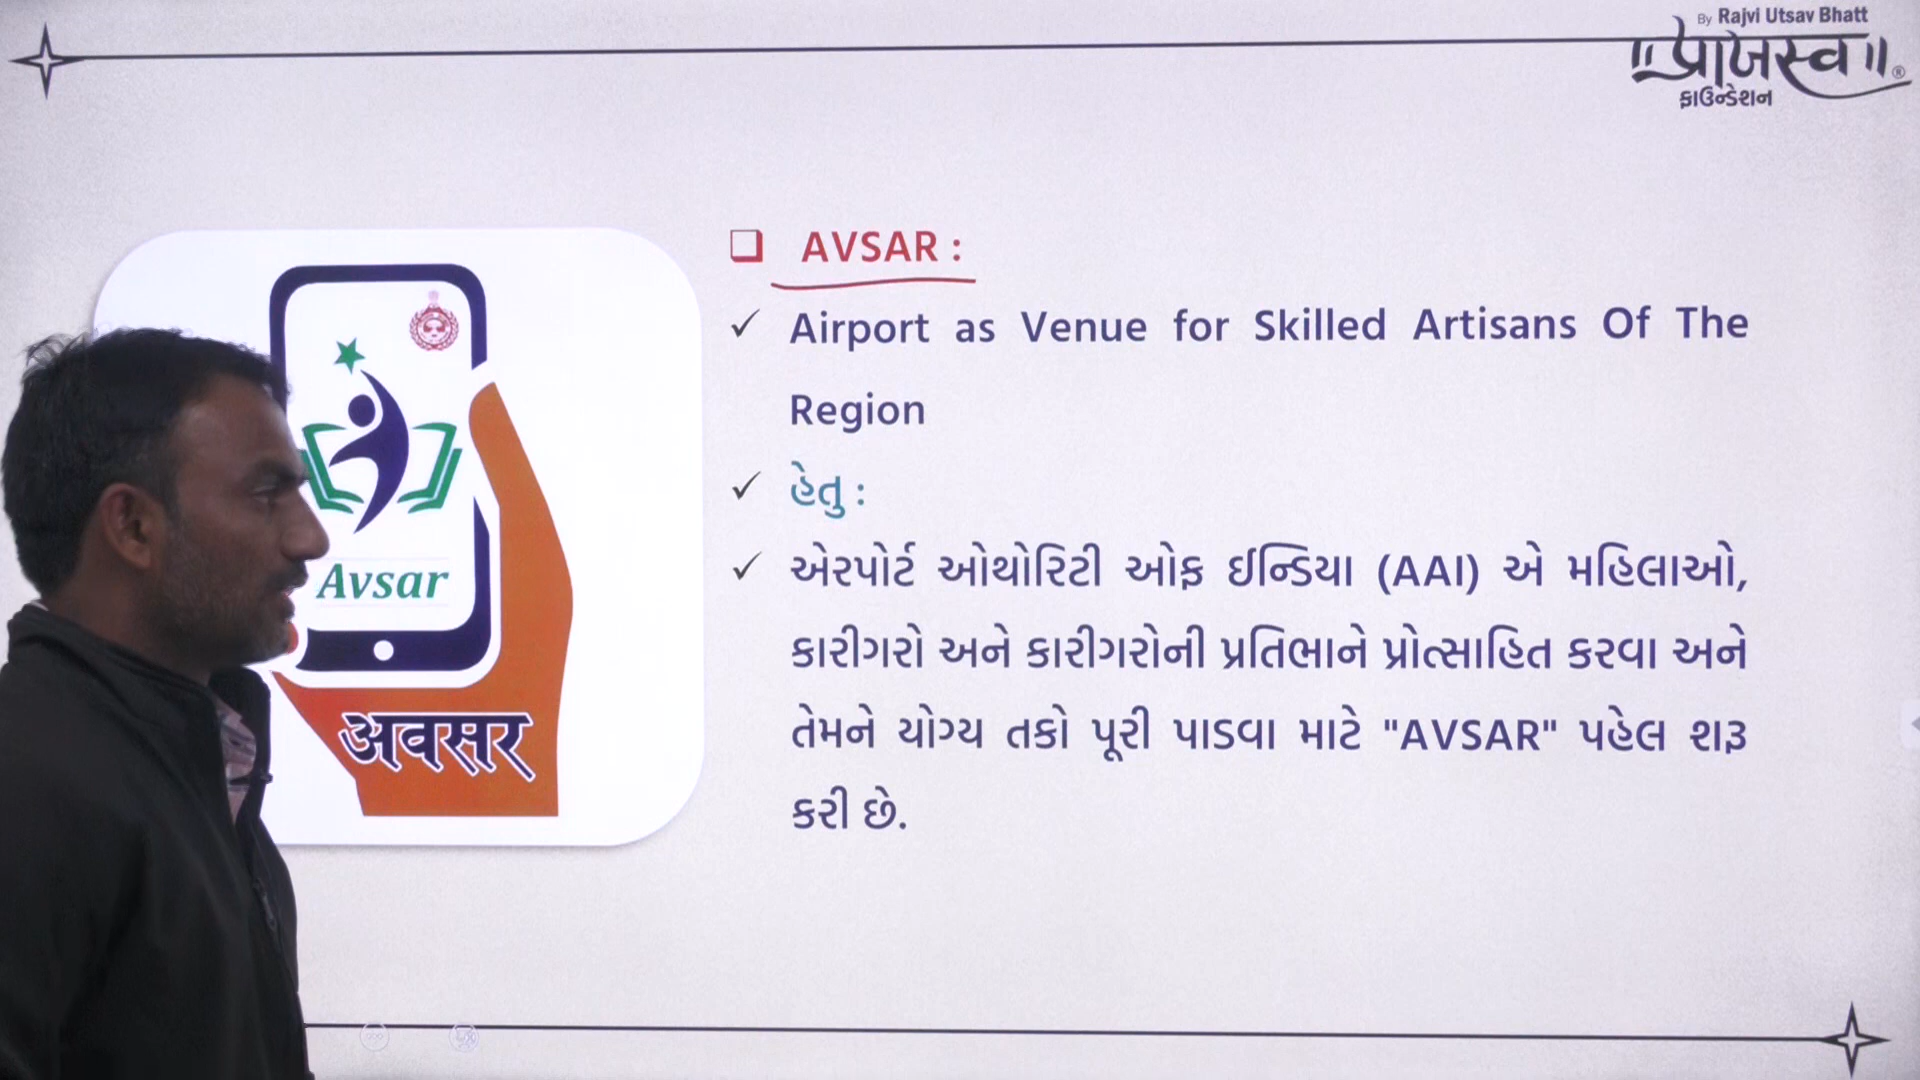 By Rajvi Utsav Bhatt
॥પ્રાજસ્વ॥®
ફાઉન્ડેશન
AVSAR :
Airport as Venue for Skilled Artisans Of The
Region
હેતુ :
એરપોર્ટ ઓથોરિટી ઓફ ઈન્ડિયા (AAI) એ મહિલાઓ,
કારીગરો અને કારીગરોની પ્રતિભાને પ્રોત્સાહિત કરવા અને
તેમને યોગ્ય તકો પૂરી પાડવા માટે "AVSAR" પહેલ શરૂ
કરી છે.
Avsar
अवसर